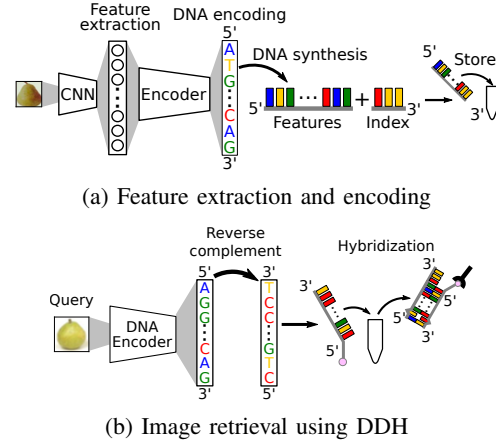 Feature
extraction
DNA encoding
5'
A
T
G
C
A
G
3'
CNN
Encoder
DNA synthesis
5'
Features
+
Index
3'
5'
3'
Store
(a) Feature extraction and encoding
Query
DNA
Encoder
Reverse
complement
5'
A
G
G
C
A
G
3'
3'
T
C
C
G
T
C
5'
Hybridization
3'
5'
3'
3'
5'
5'
(b) Image retrieval using DDH